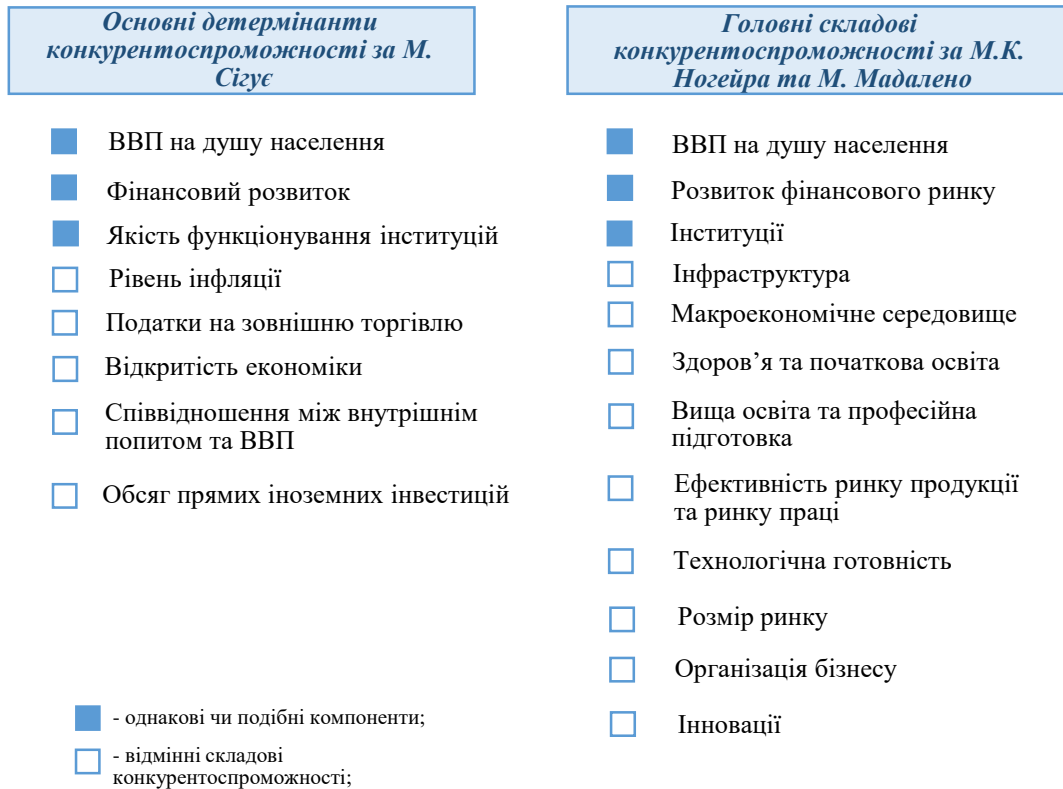 Основні детермінанти
конкурентоспроможності за М.
Сігує
ВВП на душу населення
Фінансовий розвиток
Якість функціонування інституцій
Рівень інфляції
Податки на зовнішню торгівлю
Відкритість економіки
Співвідношення між внутрішнім
попитом та ВВП
Обсяг прямих іноземних інвестицій
Головні складові
конкурентоспроможності за М.К.
Ногейра та М. Мадалено
ВВП на душу населення
Розвиток фінансового ринку
Інституції
Інфраструктура
Макроекономічне середовище
Здоров’я та початкова освіта
Вища освіта та професійна
підготовка
Ефективність ринку продукції
та ринку праці
Технологічна готовність
Розмір ринку
Організація бізнесу
Інновації
- однакові чи подібні компоненти;
- відмінні складові
конкурентоспроможності;